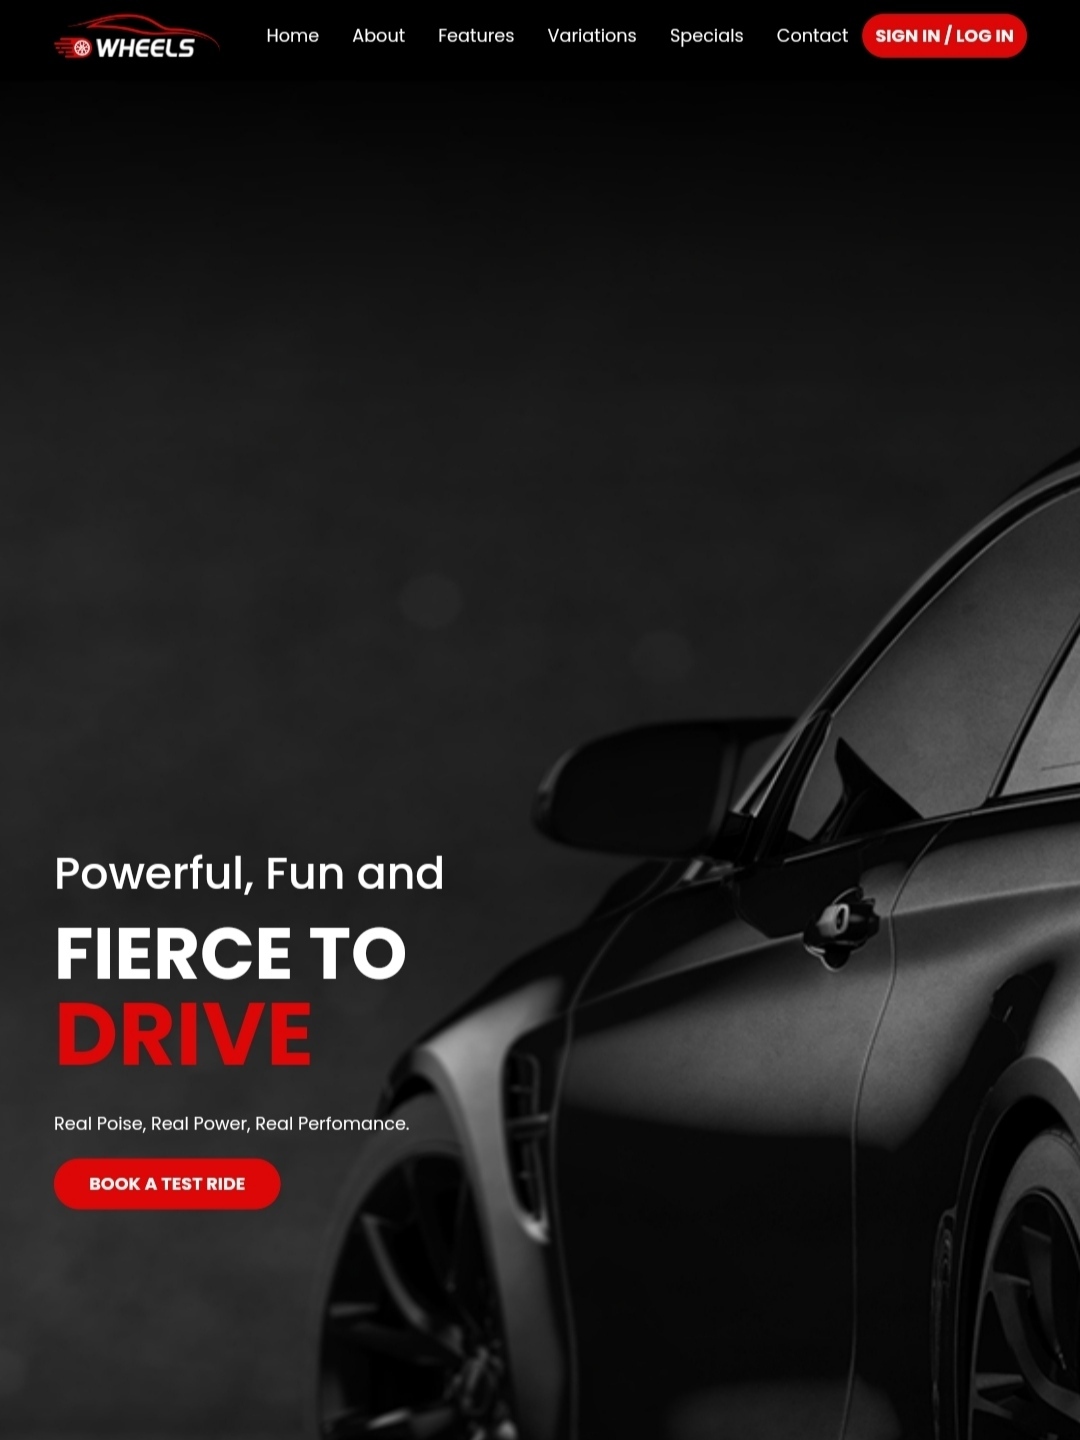 WHEELS
Home About Features Variations Specials Contact SIGN IN / LOG IN
Powerful, Fun and
FIERCE TO
DRIVE
Real Poise, Real Power, Real Perfomance.
BOOK A TEST RIDE